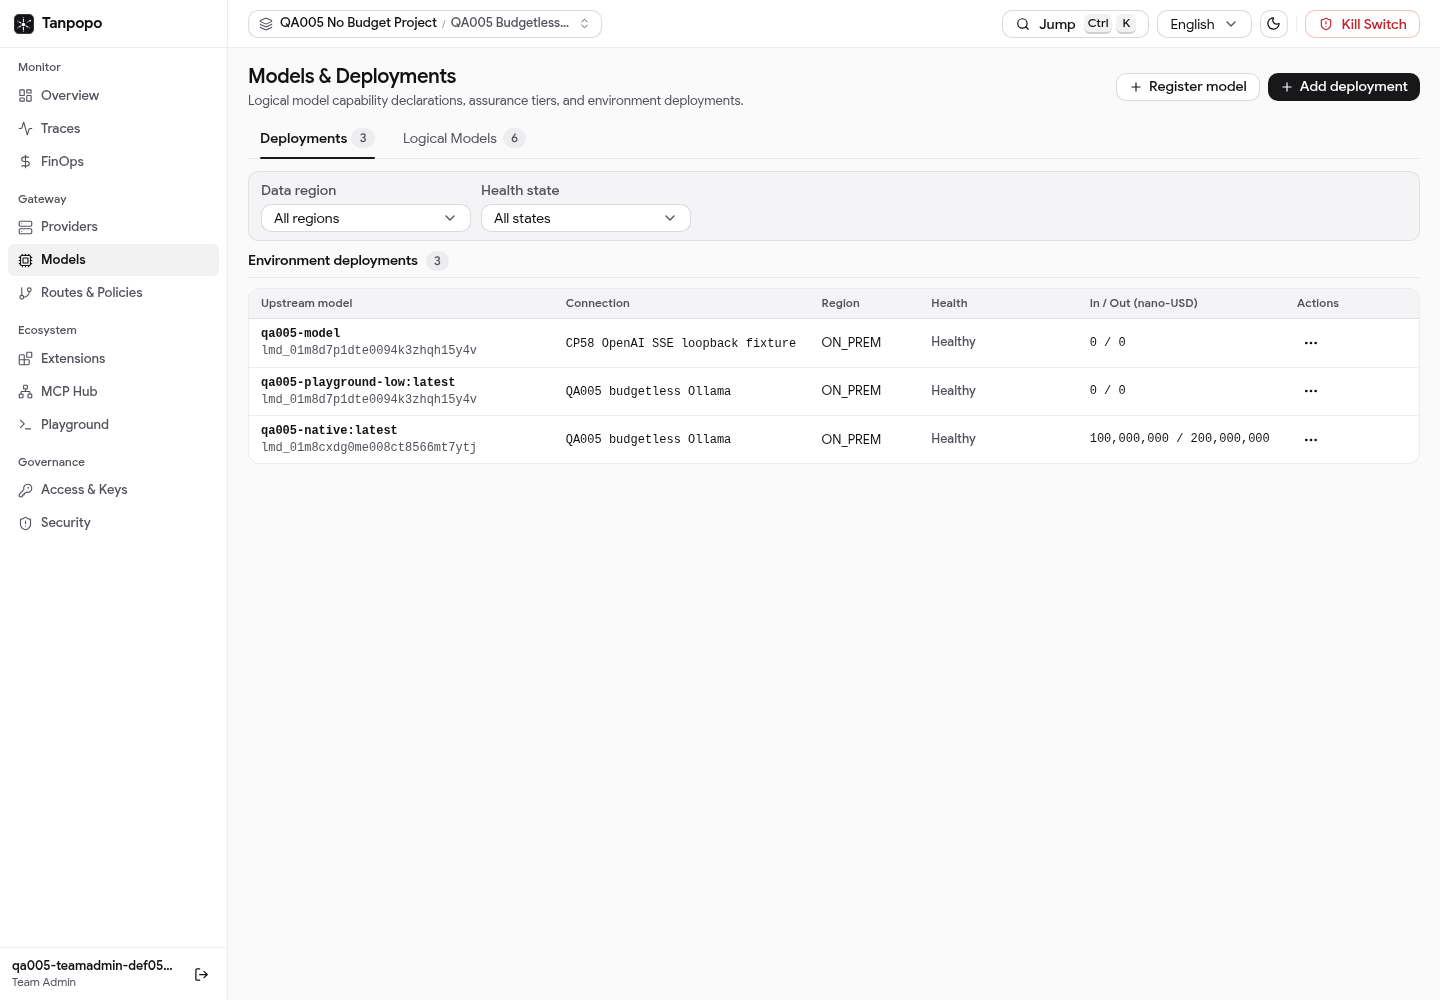 Tanpopo
QA005 No Budget Project / QA005 Budgetless...
Jump Ctrl K
English
Kill Switch
Monitor
Overview
Traces
FinOps
Gateway
Providers
Models
Routes & Policies
Ecosystem
Extensions
MCP Hub
Playground
Governance
Access & Keys
Security
qa005-teamadmin-def05...
Team Admin
Models & Deployments
Logical model capability declarations, assurance tiers, and environment deployments.
Register model
Add deployment
Deployments 3
Logical Models 6
Data region
Health state
All regions
All states
Environment deployments 3
Upstream model Connection Region Health In / Out (nano-USD) Actions
qa005-model
lmd_01m8d7p1dte0094k3zhqh15y4v
CP58 OpenAI SSE loopback fixture ON_PREM Healthy 0 / 0
qa005-playground-low:latest
lmd_01m8d7p1dte0094k3zhqh15y4v
QA005 budgetless Ollama ON_PREM Healthy 0 / 0
qa005-native:latest
lmd_01m8cxdg0me008ct8566mt7ytj
QA005 budgetless Ollama ON_PREM Healthy 100,000,000 / 200,000,000